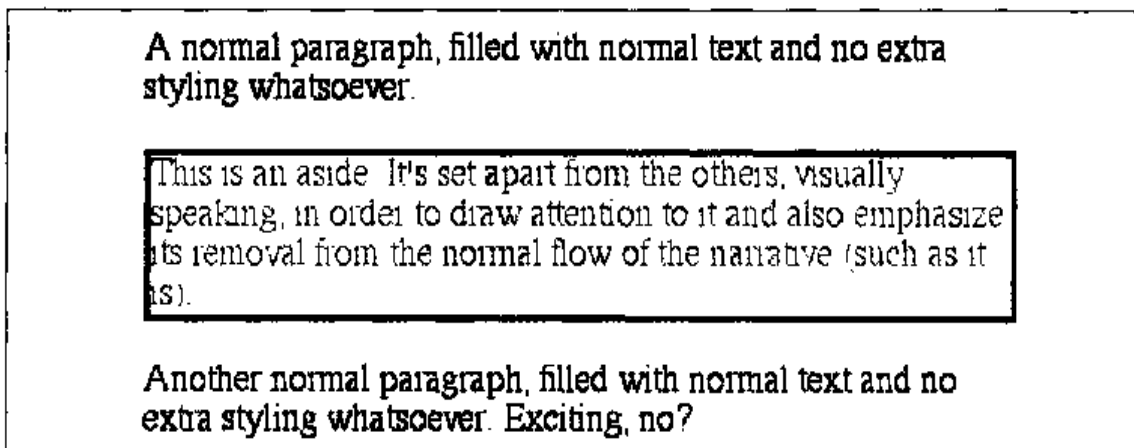 A normal paragraph, filled with normal text and no extra
styling whatsoever.
This is an aside. It's set apart from the others, visually
speaking, in order to draw attention to it and also emphasize
its removal from the normal flow of the narrative (such as it
is).
Another normal paragraph, filled with normal text and no
extra styling whatsoever. Exciting, no?